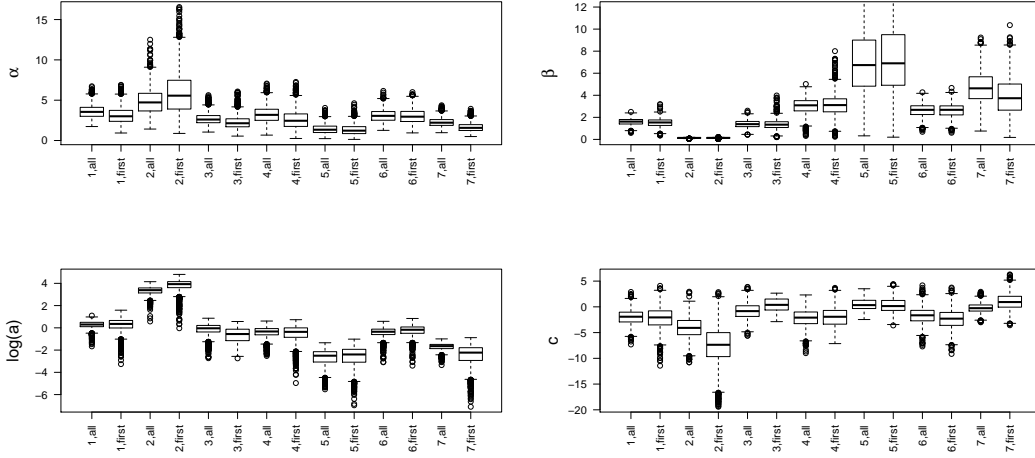 α
15
10
5
0
1,all
1,first
2,all
2,first
3,all
3,first
4,all
4,first
5,all
5,first
6,all
6,first
7,all
7,first
β
12
10
8
6
4
2
0
1,all
1,first
2,all
2,first
3,all
3,first
4,all
4,first
5,all
5,first
6,all
6,first
7,all
7,first
log(a)
4
2
0
−2
−4
−6
1,all
1,first
2,all
2,first
3,all
3,first
4,all
4,first
5,all
5,first
6,all
6,first
7,all
7,first
c
5
0
−5
−10
−15
−20
1,all
1,first
2,all
2,first
3,all
3,first
4,all
4,first
5,all
5,first
6,all
6,first
7,all
7,first